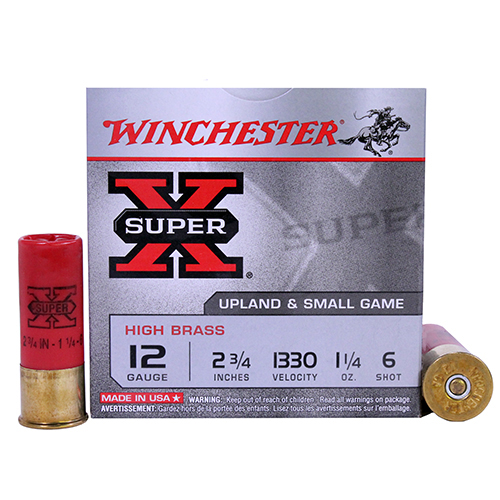 WINCHESTER
X
SUPER
®
SUPER
UPLAND & SMALL GAME
HIGH BRASS
12 2 3/4 1330 1 1/4 6
GAUGE INCHES VELOCITY OZ. SHOT
MADE IN USA★ WARNING: Keep out of reach of children. Read all warnings on package.
AVERTISSEMENT: Gardez hors de la portée des enfants. Lisez tous les avertissements sur l'emballage.
X
SUPER
2 3/4 IN - 1 1/4 -